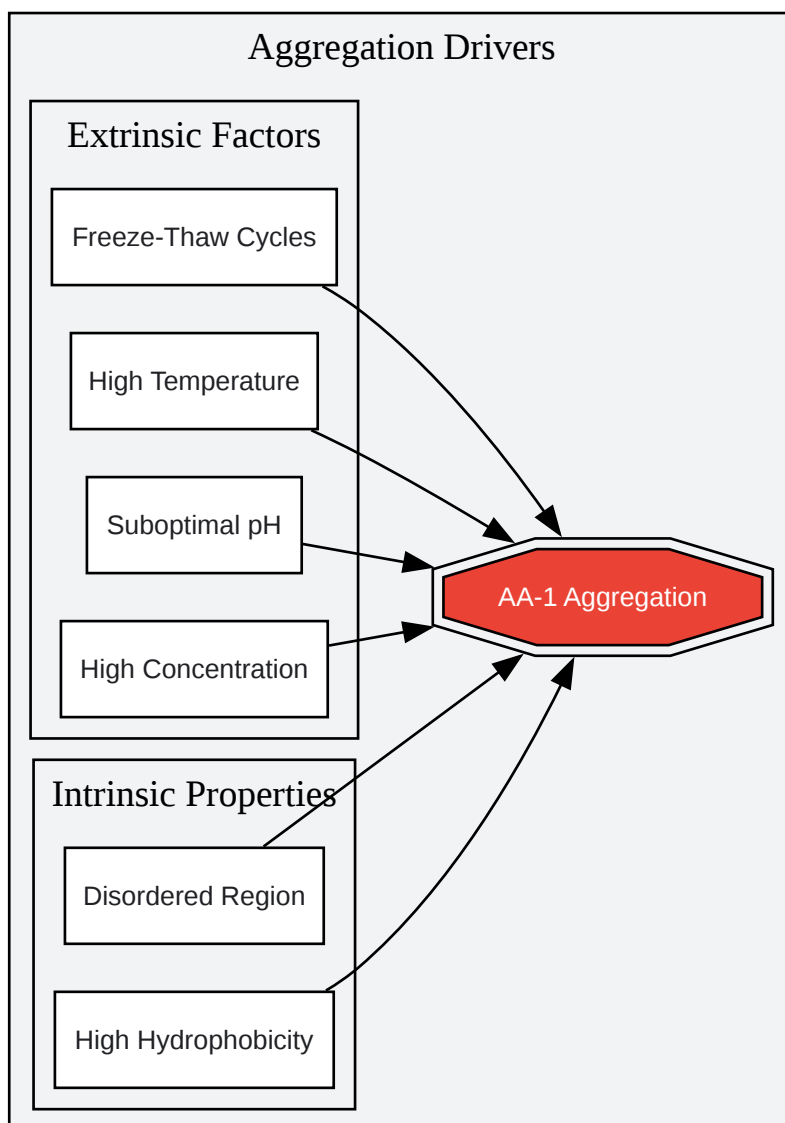 Aggregation Drivers
Extrinsic Factors
Freeze-Thaw Cycles
High Temperature
Suboptimal pH
High Concentration
AA-1 Aggregation
Intrinsic Properties
Disordered Region
High Hydrophobicity